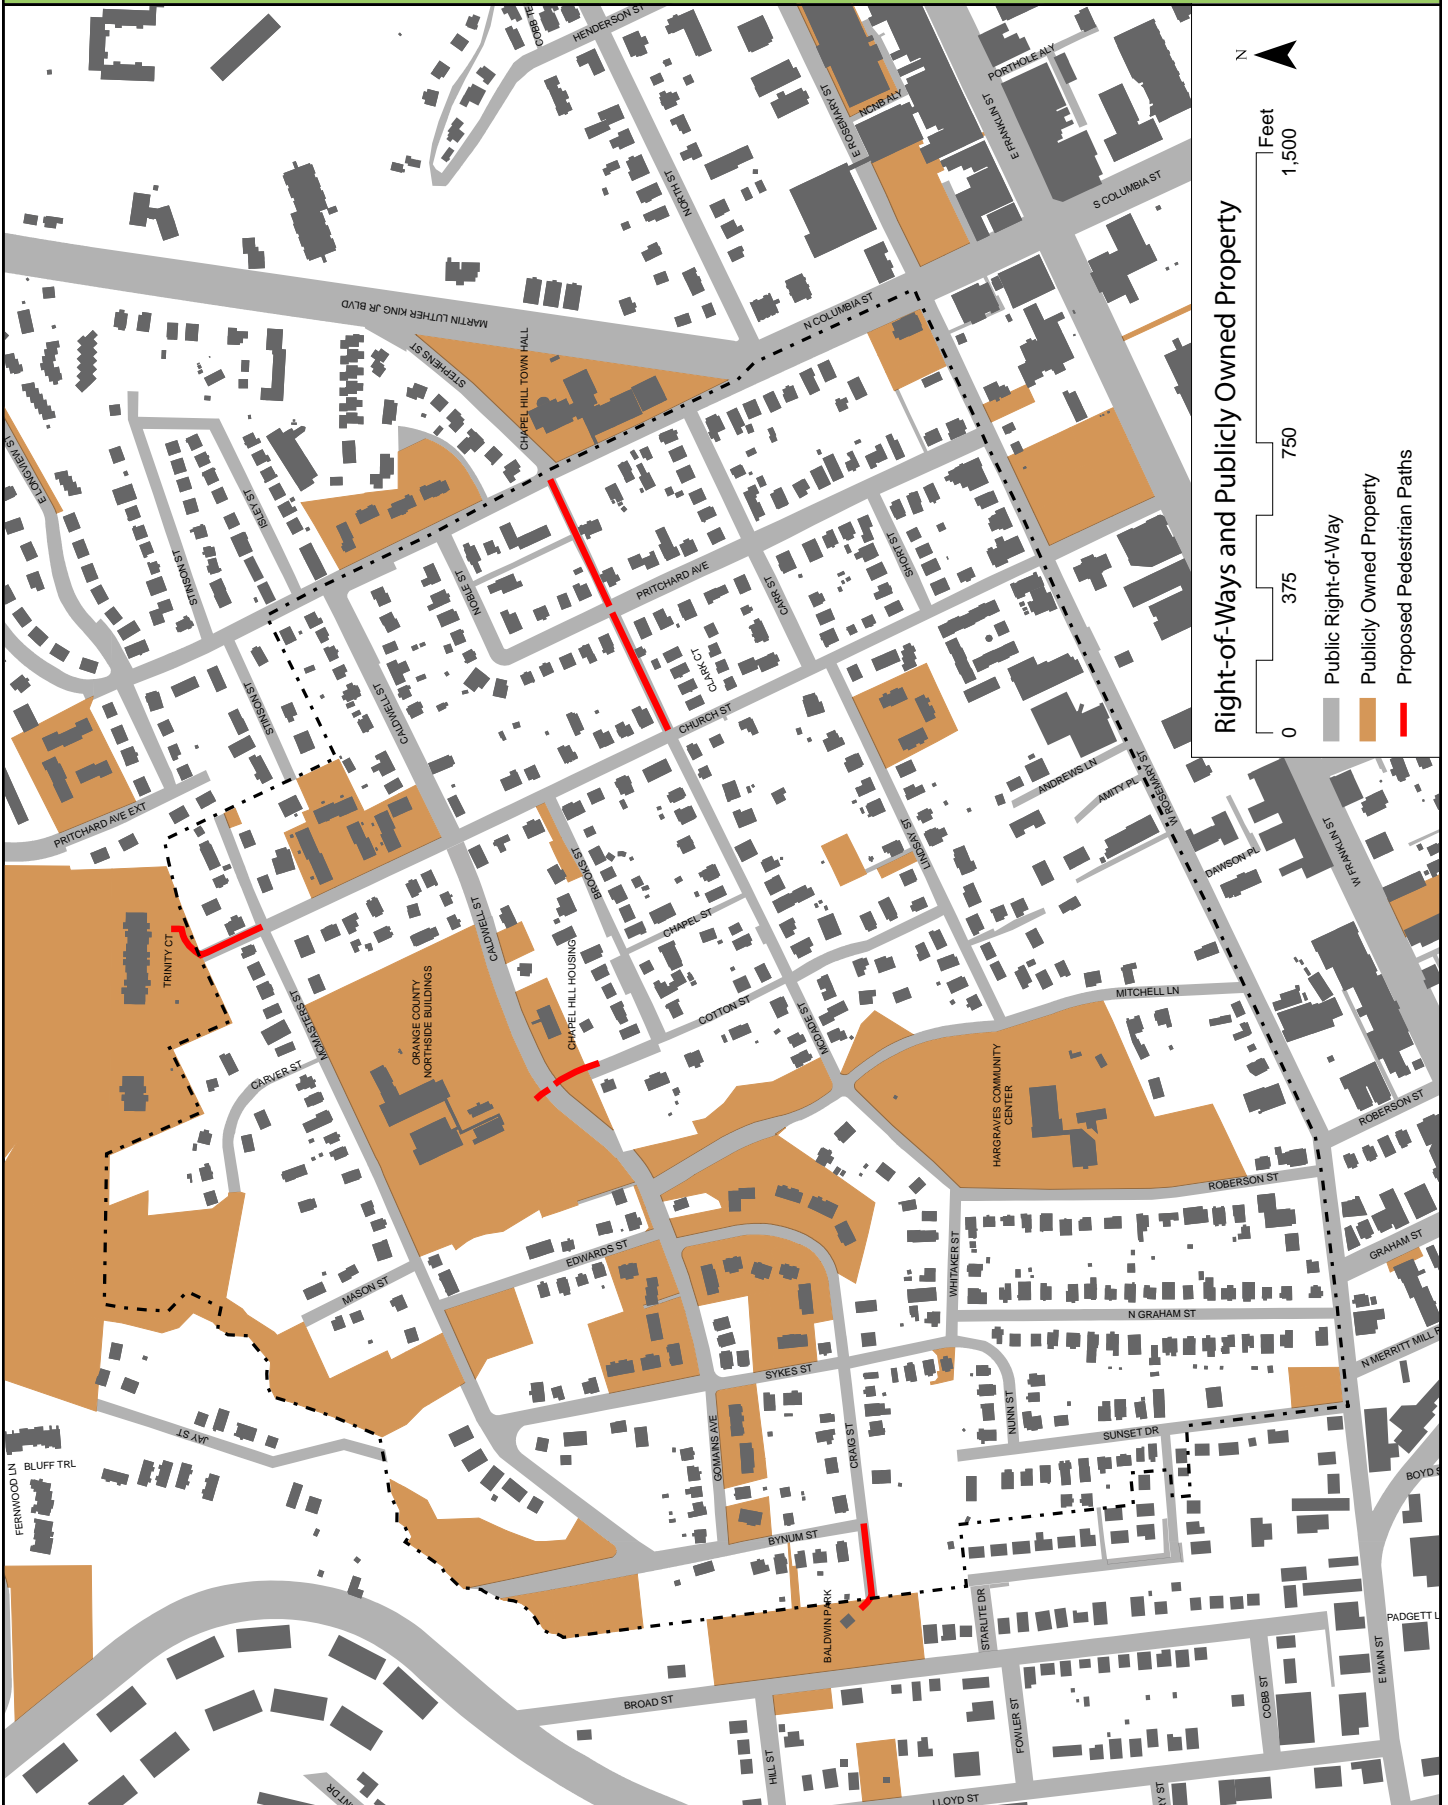 Right-of-Ways and Publicly Owned Property
N
0
375
750
1,500
Feet
Public Right-of-Way
Publicly Owned Property
Proposed Pedestrian Paths
HENDERSON ST
E ROSEMARY ST
NCNB ALY
PORTHOLE ALY
E FRANKLIN ST
S COLUMBIA ST
NORTH ST
MARTIN LUTHER KING JR BLVD
N COLUMBIA ST
STEPHENS ST
CHAPEL HILL TOWN HALL
E LONGVIEW ST
ISLEY ST
STINSON ST
STINSON ST
NOBLE ST
PRITCHARD AVE
CARR ST
SHORT ST
CLARK CT
CHURCH ST
CALDWELL ST
PRITCHARD AVE EXT
ANDREWS LN
AMITY PL
W ROSEMARY ST
LINDSAY ST
DAWSON PL
W FRANKLIN ST
BROOKS ST
CHAPEL ST
CALDWELL ST
CHAPEL HILL HOUSING
COTTON ST
MCDADE ST
MITCHELL LN
TRINITY CT
MCMASTERS ST
CARVER ST
ORANGE COUNTY
NORTHSIDE BUILDINGS
HARGRAVES COMMUNITY
CENTER
ROBERSON ST
ROBERSON ST
GRAHAM ST
WHITAKER ST
N GRAHAM ST
EDWARDS ST
MASON ST
SYKES ST
NUNN ST
SUNSET DR
CRAIG ST
GOMAINS AVE
BYNUM ST
JAY ST
BLUFF TRL
FERNWOOD LN
BALDWIN PARK
STARLITE DR
BROAD ST
HILL ST
FOWLER ST
COBB ST
E MAIN ST
LLOYD ST